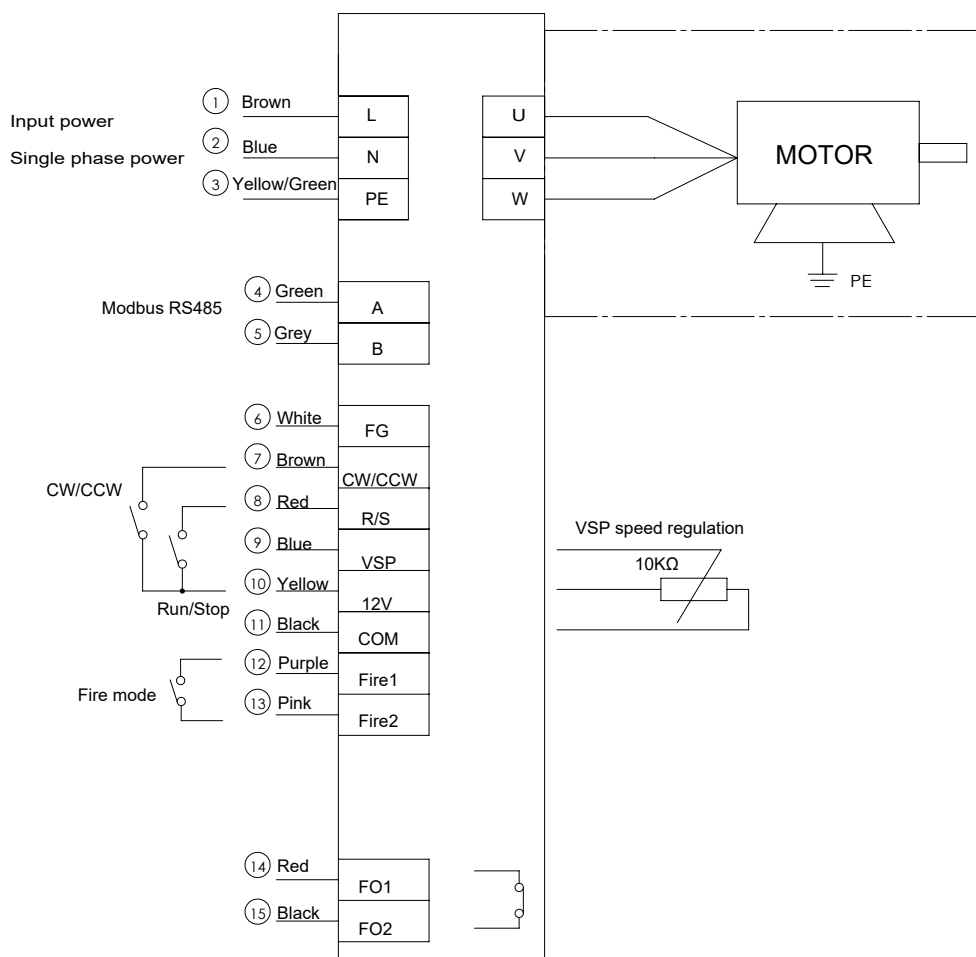 1 Brown L
Input power
2 Blue N
Single phase power
3 Yellow/Green PE
U
V
W
MOTOR
PE
4 Green A
Modbus RS485
5 Grey B
6 White FG
7 Brown CW/CCW
CW/CCW
8 Red R/S
9 Blue VSP
10 Yellow 12V
Run/Stop
11 Black COM
12 Purple Fire1
Fire mode
13 Pink Fire2
VSP speed regulation
10KΩ
14 Red FO1
15 Black FO2